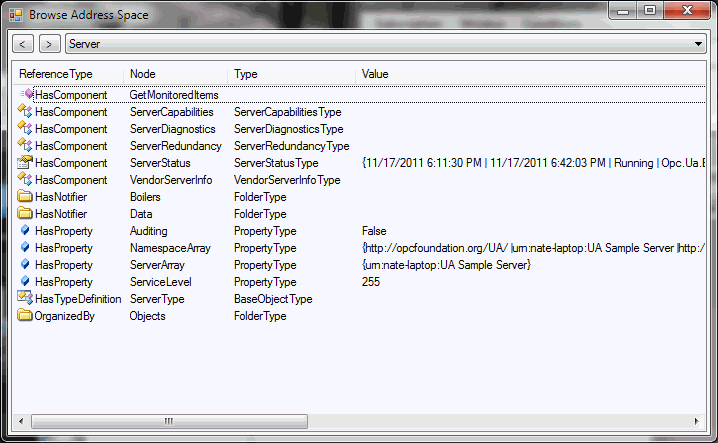 Browse Address Space
< > Server
ReferenceType Node Type Value
HasComponent GetMonitoredItems
HasComponent ServerCapabilities ServerCapabilitiesType
HasComponent ServerDiagnostics ServerDiagnosticsType
HasComponent ServerRedundancy ServerRedundancyType
HasComponent ServerStatus ServerStatusType {11/17/2011 6:11:30 PM | 11/17/2011 6:42:03 PM | Running | Opc.Ua.
HasComponent VendorServerInfo VendorServerInfoType
HasNotifier Boilers FolderType
HasNotifier Data FolderType
HasProperty Auditing PropertyType False
HasProperty NamespaceArray PropertyType {http://opcfoundation.org/UA/ |urn:nate-laptop:UA Sample Server |http:/
HasProperty ServerArray PropertyType {urn:nate-laptop:UA Sample Server}
HasProperty ServiceLevel PropertyType 255
HasTypeDefinition ServerType BaseObjectType
OrganizedBy Objects FolderType